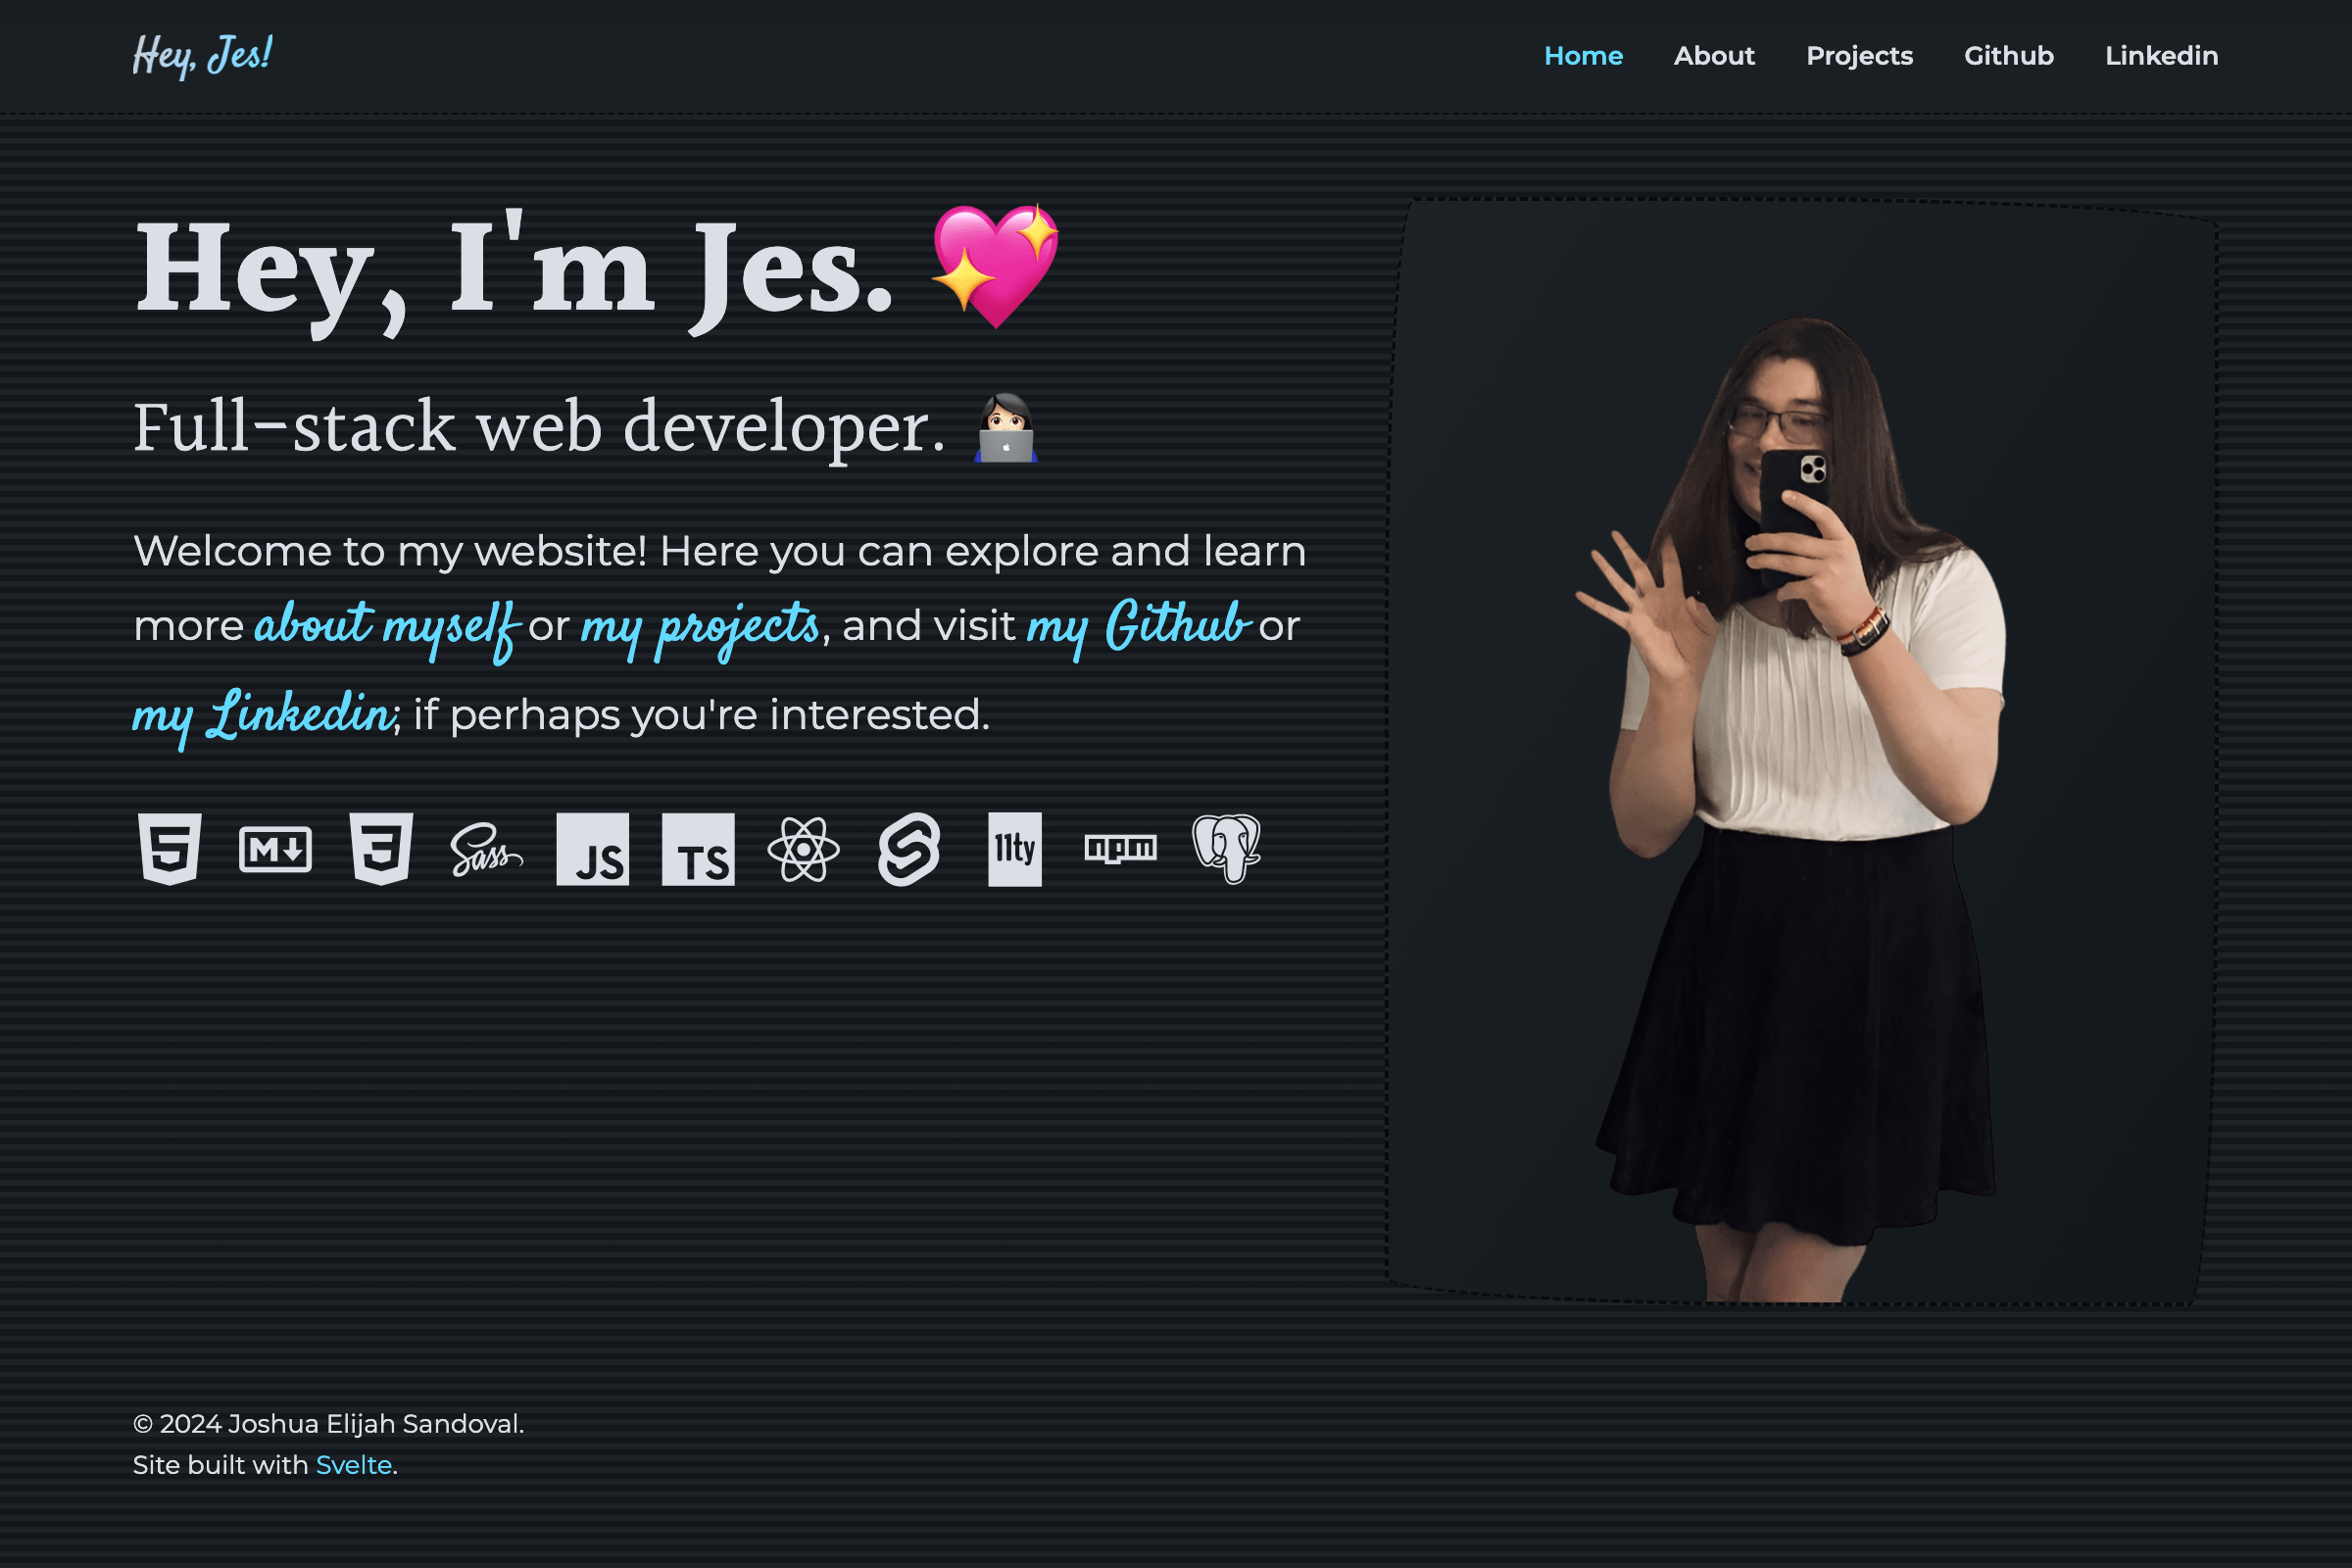 Hey, Jes!
Home About Projects Github Linkedin
Hey, I'm Jes. 💖
Full-stack web developer. 👩🏻‍💻
Welcome to my website! Here you can explore and learn
more about myself or my projects, and visit my Github or
my Linkedin; if perhaps you're interested.
M Sass JS TS 11ty npm
© 2024 Joshua Elijah Sandoval.
Site built with Svelte.